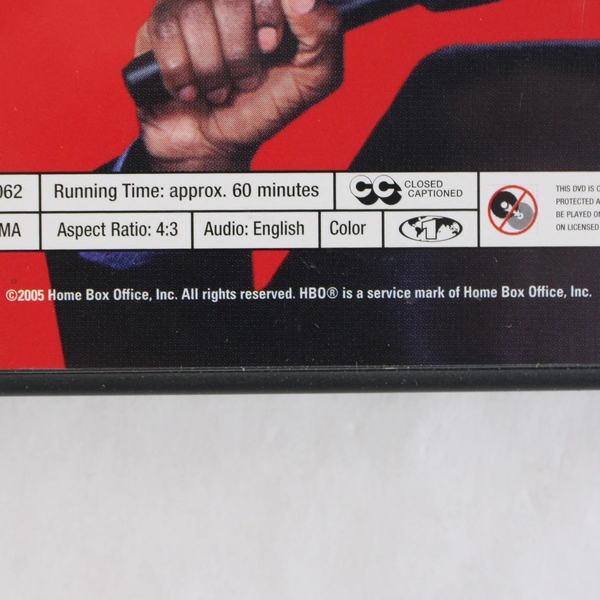 062
Running Time: approx. 60 minutes
CC
CLOSED
CAPTIONED
MA
Aspect Ratio: 4:3
Audio: English
Color
1
THIS DVD IS
PROTECTED
BE PLAYED
ON LICENSED
©2005 Home Box Office, Inc. All rights reserved. HBO® is a service mark of Home Box Office, Inc.